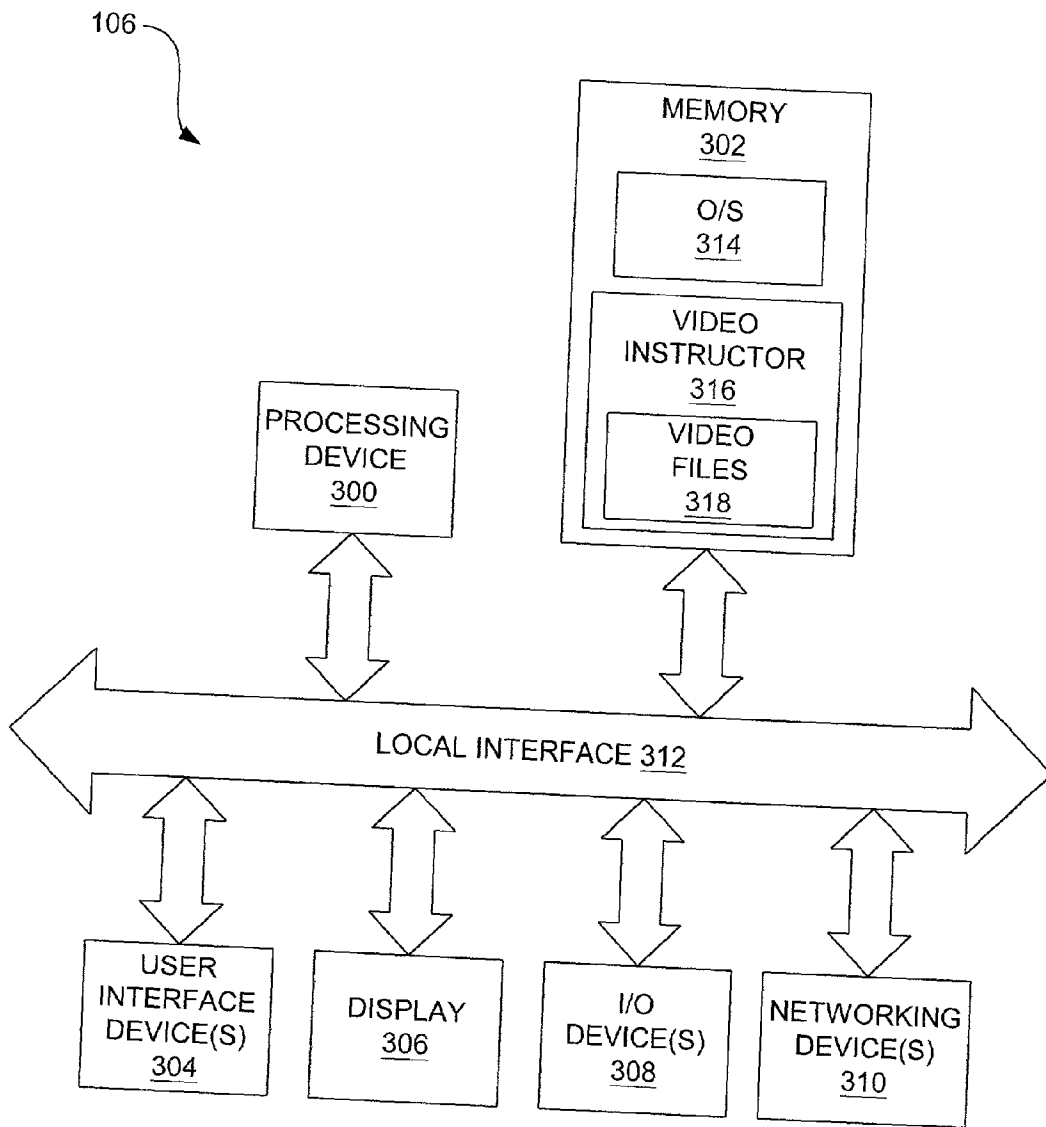 106
MEMORY
302
O/S
314
VIDEO
INSTRUCTOR
316
VIDEO
FILES
318
PROCESSING
DEVICE
300
LOCAL INTERFACE 312
USER
INTERFACE
DEVICE(S)
304
DISPLAY
306
I/O
DEVICE(S)
308
NETWORKING
DEVICE(S)
310